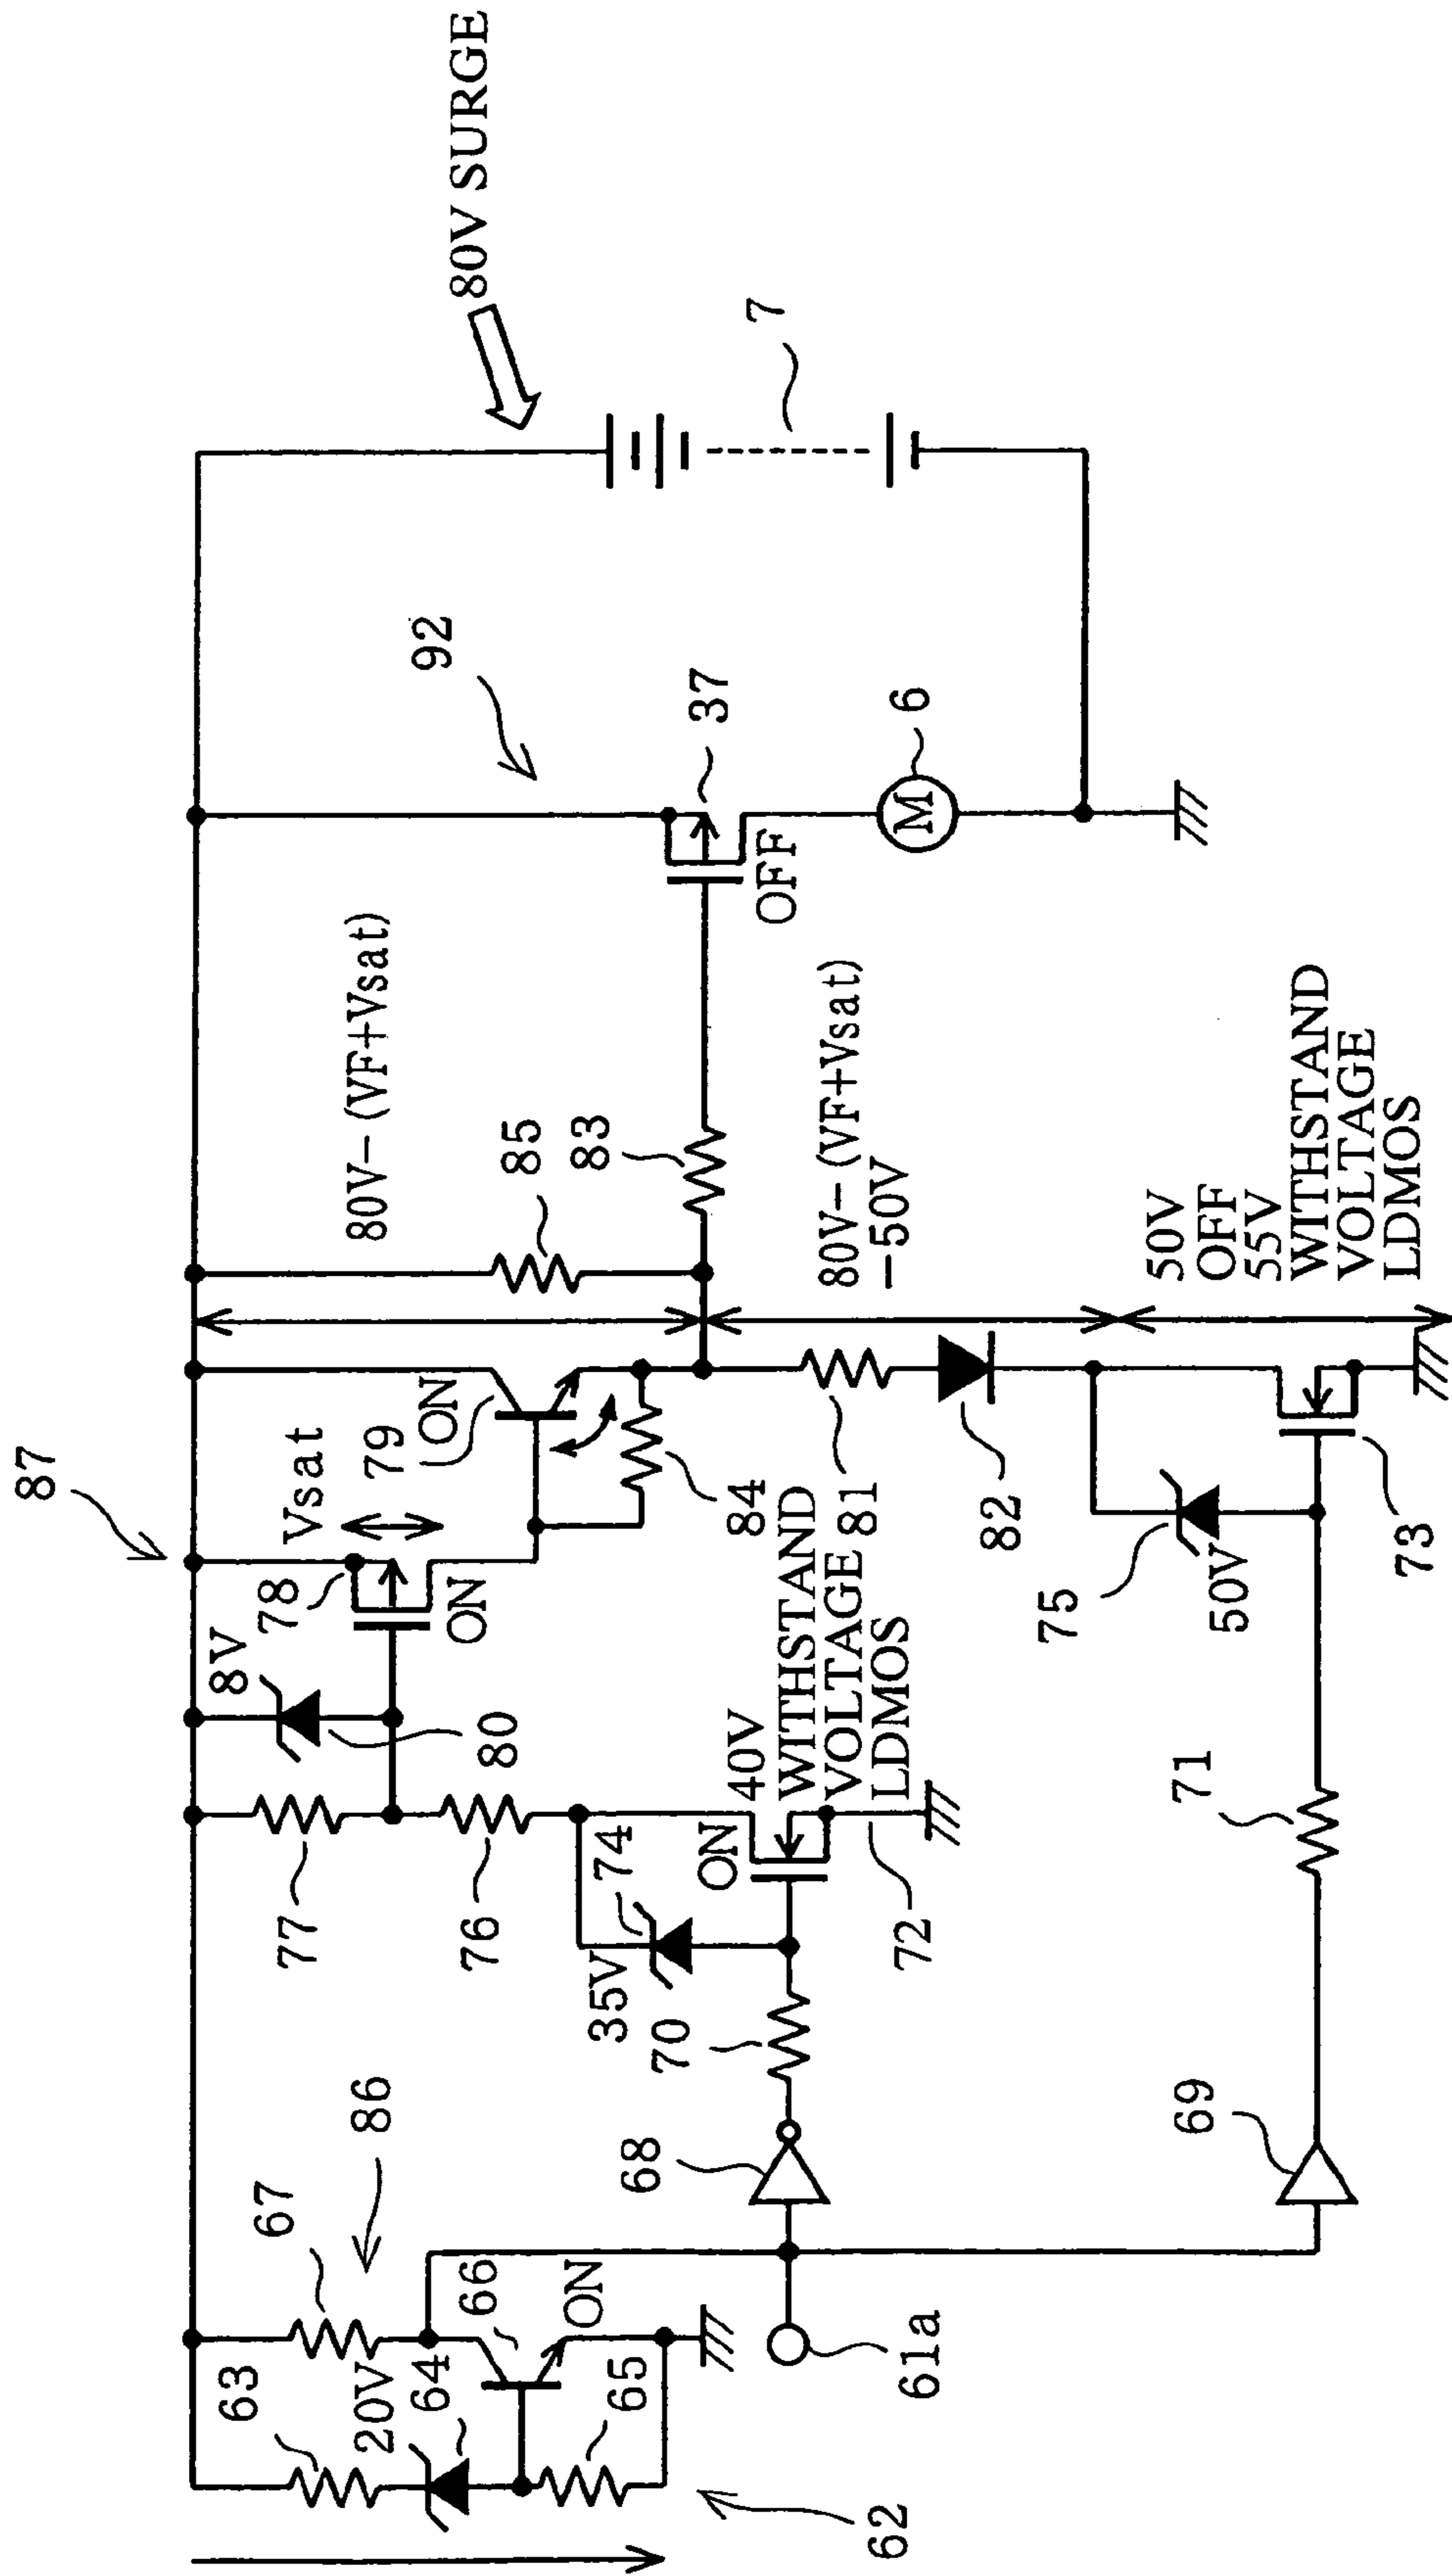 87
92
80V SURGE
86
67
63
20V
64
66
ON
65
62
61a
68
69
70
71
35V
74
72
ON
40V
WITHSTAND
VOLTAGE
LDMOS
77
76
80
8V
78
ON
Vsat
79
ON
84
81
82
75
50V
73
85
83
80V-(VF+Vsat)
80V-(VF+Vsat)
-50V
50V
OFF
55V
WITHSTAND
VOLTAGE
LDMOS
37
OFF
M
6
7